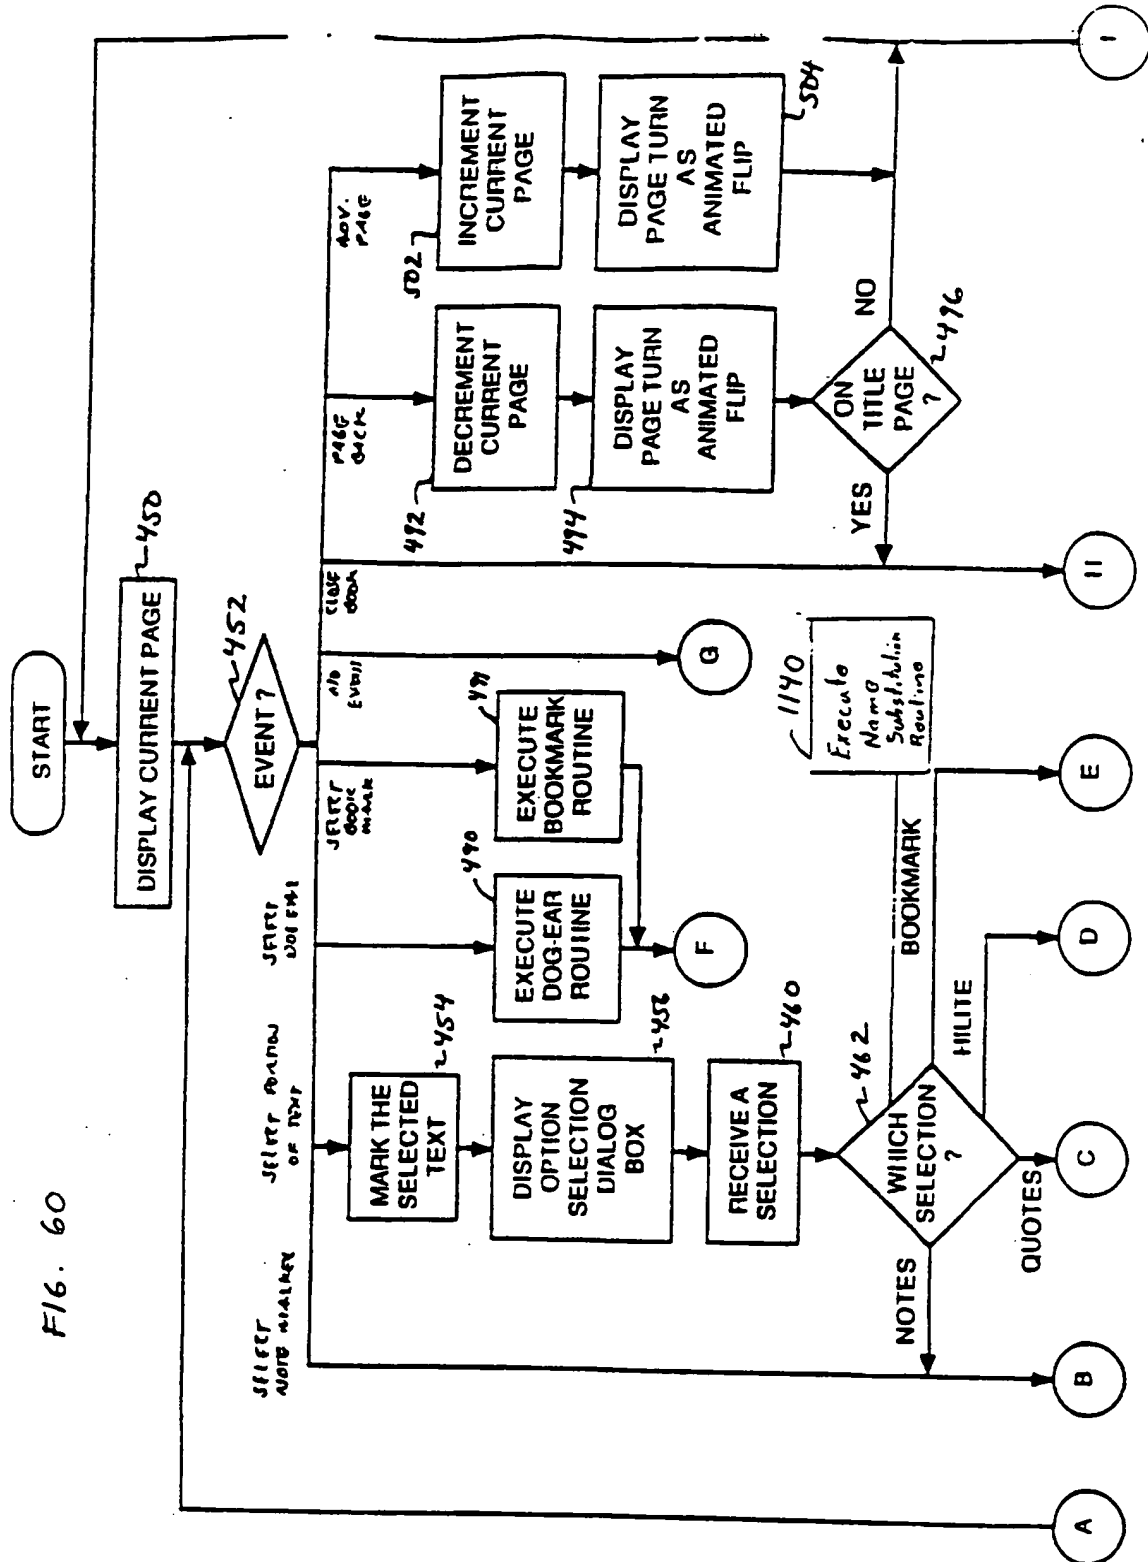 FIG. 60
START
DISPLAY CURRENT PAGE
450
EVENT ?
452
SELECT
NOTE MARKER
SELECT PORTION
OF TEXT
SELECT
DOG EAR
SELECT
BOOK
MARK
NO
EVENT
CLOSE
BOOK
PAGE
BACK
ADV.
PAGE
MARK THE
SELECTED
TEXT
454
DISPLAY
OPTION
SELECTION
DIALOG
BOX
RECEIVE A
SELECTION
460
WHICH
SELECTION
?
462
NOTES
QUOTES
HILITE
BOOKMARK
1140
Execute
Name
Substitution
Routine
EXECUTE
DOG-EAR
ROUTINE
490
EXECUTE
BOOKMARK
ROUTINE
491
DECREMENT
CURRENT
PAGE
492
DISPLAY
PAGE TURN
AS
ANIMATED
FLIP
494
ON
TITLE
PAGE
?
496
YES
NO
INCREMENT
CURRENT
PAGE
502
DISPLAY
PAGE TURN
AS
ANIMATED
FLIP
504
A
B
C
D
E
F
G
H
I